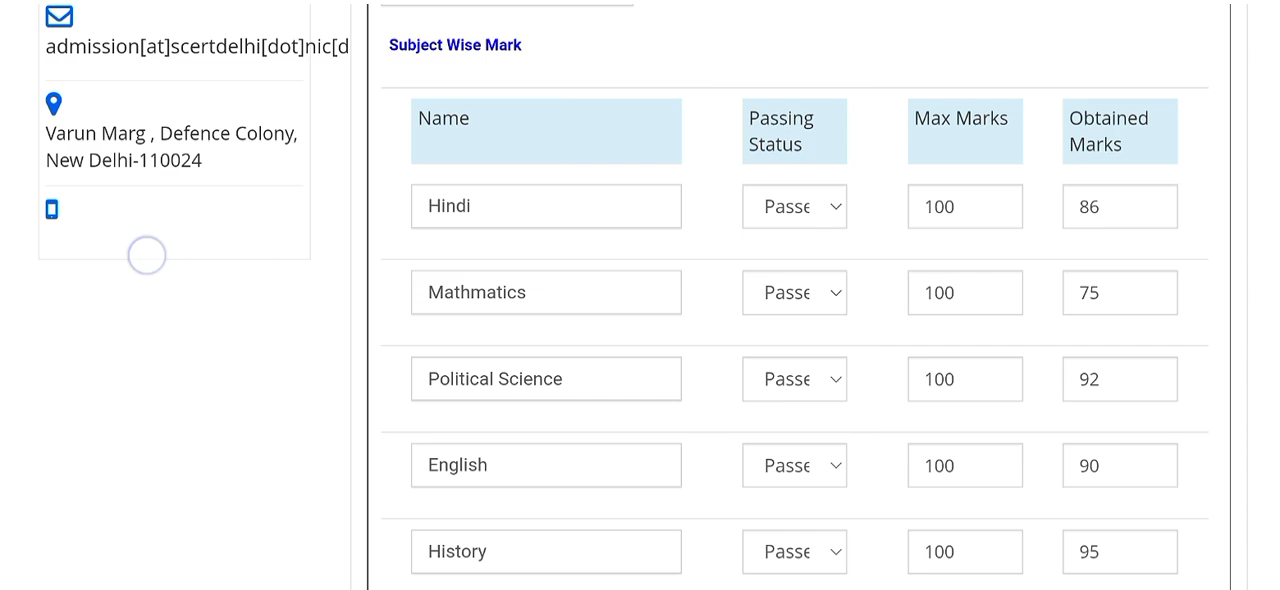 admission[at]scertdelhi[dot]nic[d
Varun Marg , Defence Colony,
New Delhi-110024
Subject Wise Mark
Name Passing Status Max Marks Obtained Marks
Hindi Passe 100 86
Mathmatics Passe 100 75
Political Science Passe 100 92
English Passe 100 90
History Passe 100 95